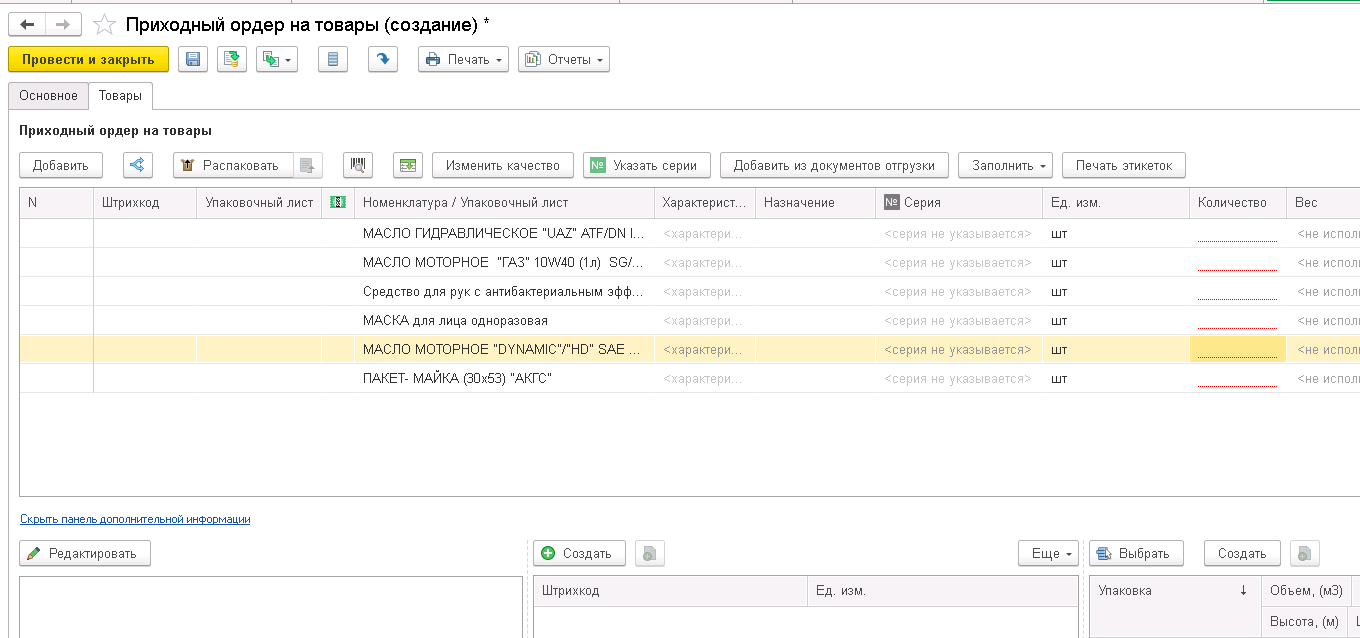 Приходный ордер на товары (создание) *
Провести и закрыть
Печать
Отчеты
Основное
Товары
Приходный ордер на товары
Добавить
Распаковать
Изменить качество
№ Указать серии
Добавить из документов отгрузки
Заполнить
Печать этикеток
N Штрихкод Упаковочный лист Номенклатура / Упаковочный лист Характерист... Назначение № Серия Ед. изм. Количество Вес
МАСЛО ГИДРАВЛИЧЕСКОЕ "UAZ" ATF/DN I... <характери... <серия не указывается> шт <не исполь
МАСЛО МОТОРНОЕ "ГАЗ" 10W40 (1л) SG/... <характери... <серия не указывается> шт <не исполь
Средство для рук с антибактериальным эфф... <характери... <серия не указывается> шт <не исполь
МАСКА для лица одноразовая <характери... <серия не указывается> шт <не исполь
МАСЛО МОТОРНОЕ "DYNAMIC"/"HD" SAE ... <характери... <серия не указывается> шт <не исполь
ПАКЕТ- МАЙКА (30х53) "АКГС" <характери... <серия не указывается> шт <не исполь
Скрыть панель дополнительной информации
Редактировать
Создать
Еще
Выбрать
Создать
Штрихкод Ед. изм.
Упаковка ↓ Объем, (м3)
Высота, (м)